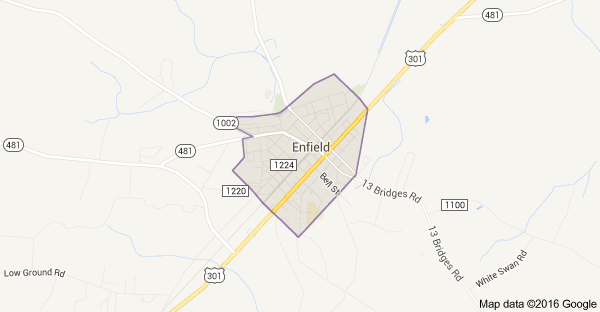 481
301
1002
481
481
Enfield
1224
Bell St
1220
13 Bridges Rd
1100
13 Bridges Rd
White Swan Rd
Low Ground Rd
301
Map data ©2016 Google